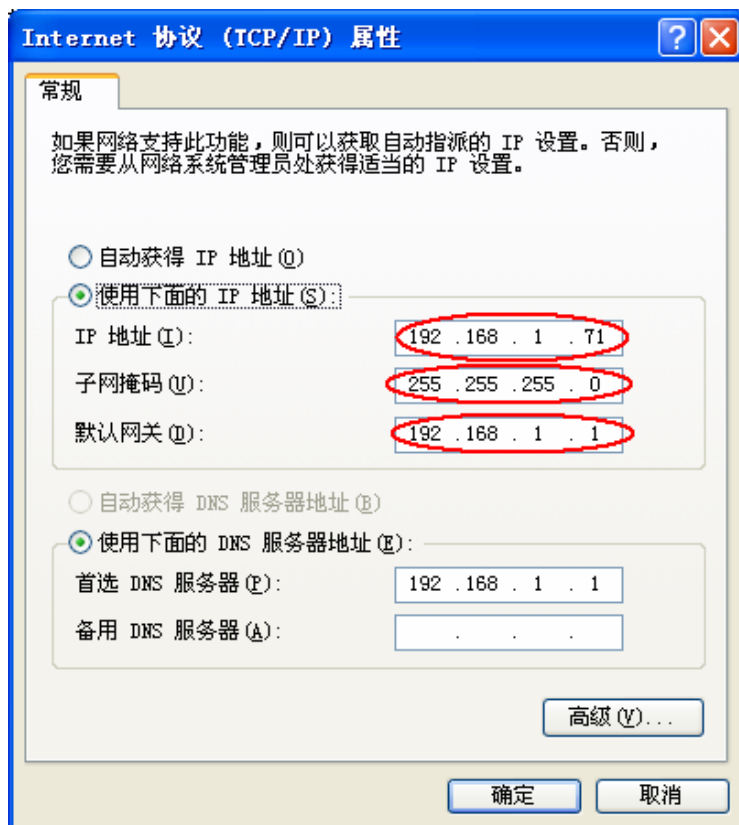 Internet 协议 (TCP/IP) 属性
常规
如果网络支持此功能，则可以获取自动指派的 IP 设置。否则，
您需要从网络系统管理员处获得适当的 IP 设置。
自动获得 IP 地址(O)
使用下面的 IP 地址(S):
IP 地址(I): 192 .168 . 1 . 71
子网掩码(U): 255 .255 .255 . 0
默认网关(D): 192 .168 . 1 . 1
自动获得 DNS 服务器地址(B)
使用下面的 DNS 服务器地址(E):
首选 DNS 服务器(P): 192 .168 . 1 . 1
备用 DNS 服务器(A): . . .
高级(V)...
确定 取消